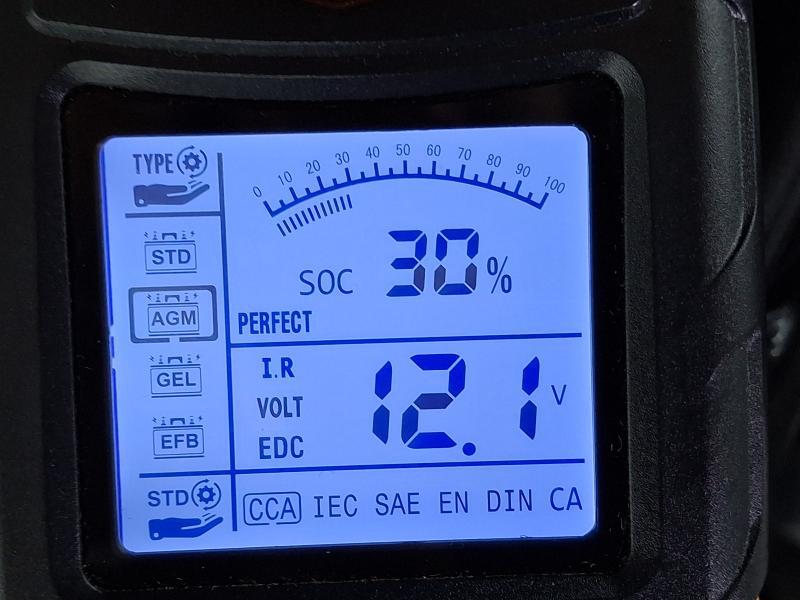 TYPE
STD
AGM
GEL
EFB
STD
0 10 20 30 40 50 60 70 80 90 100
SOC 30%
PERFECT
I.R
VOLT
EDC
12.1 V
CCA IEC SAE EN DIN CA